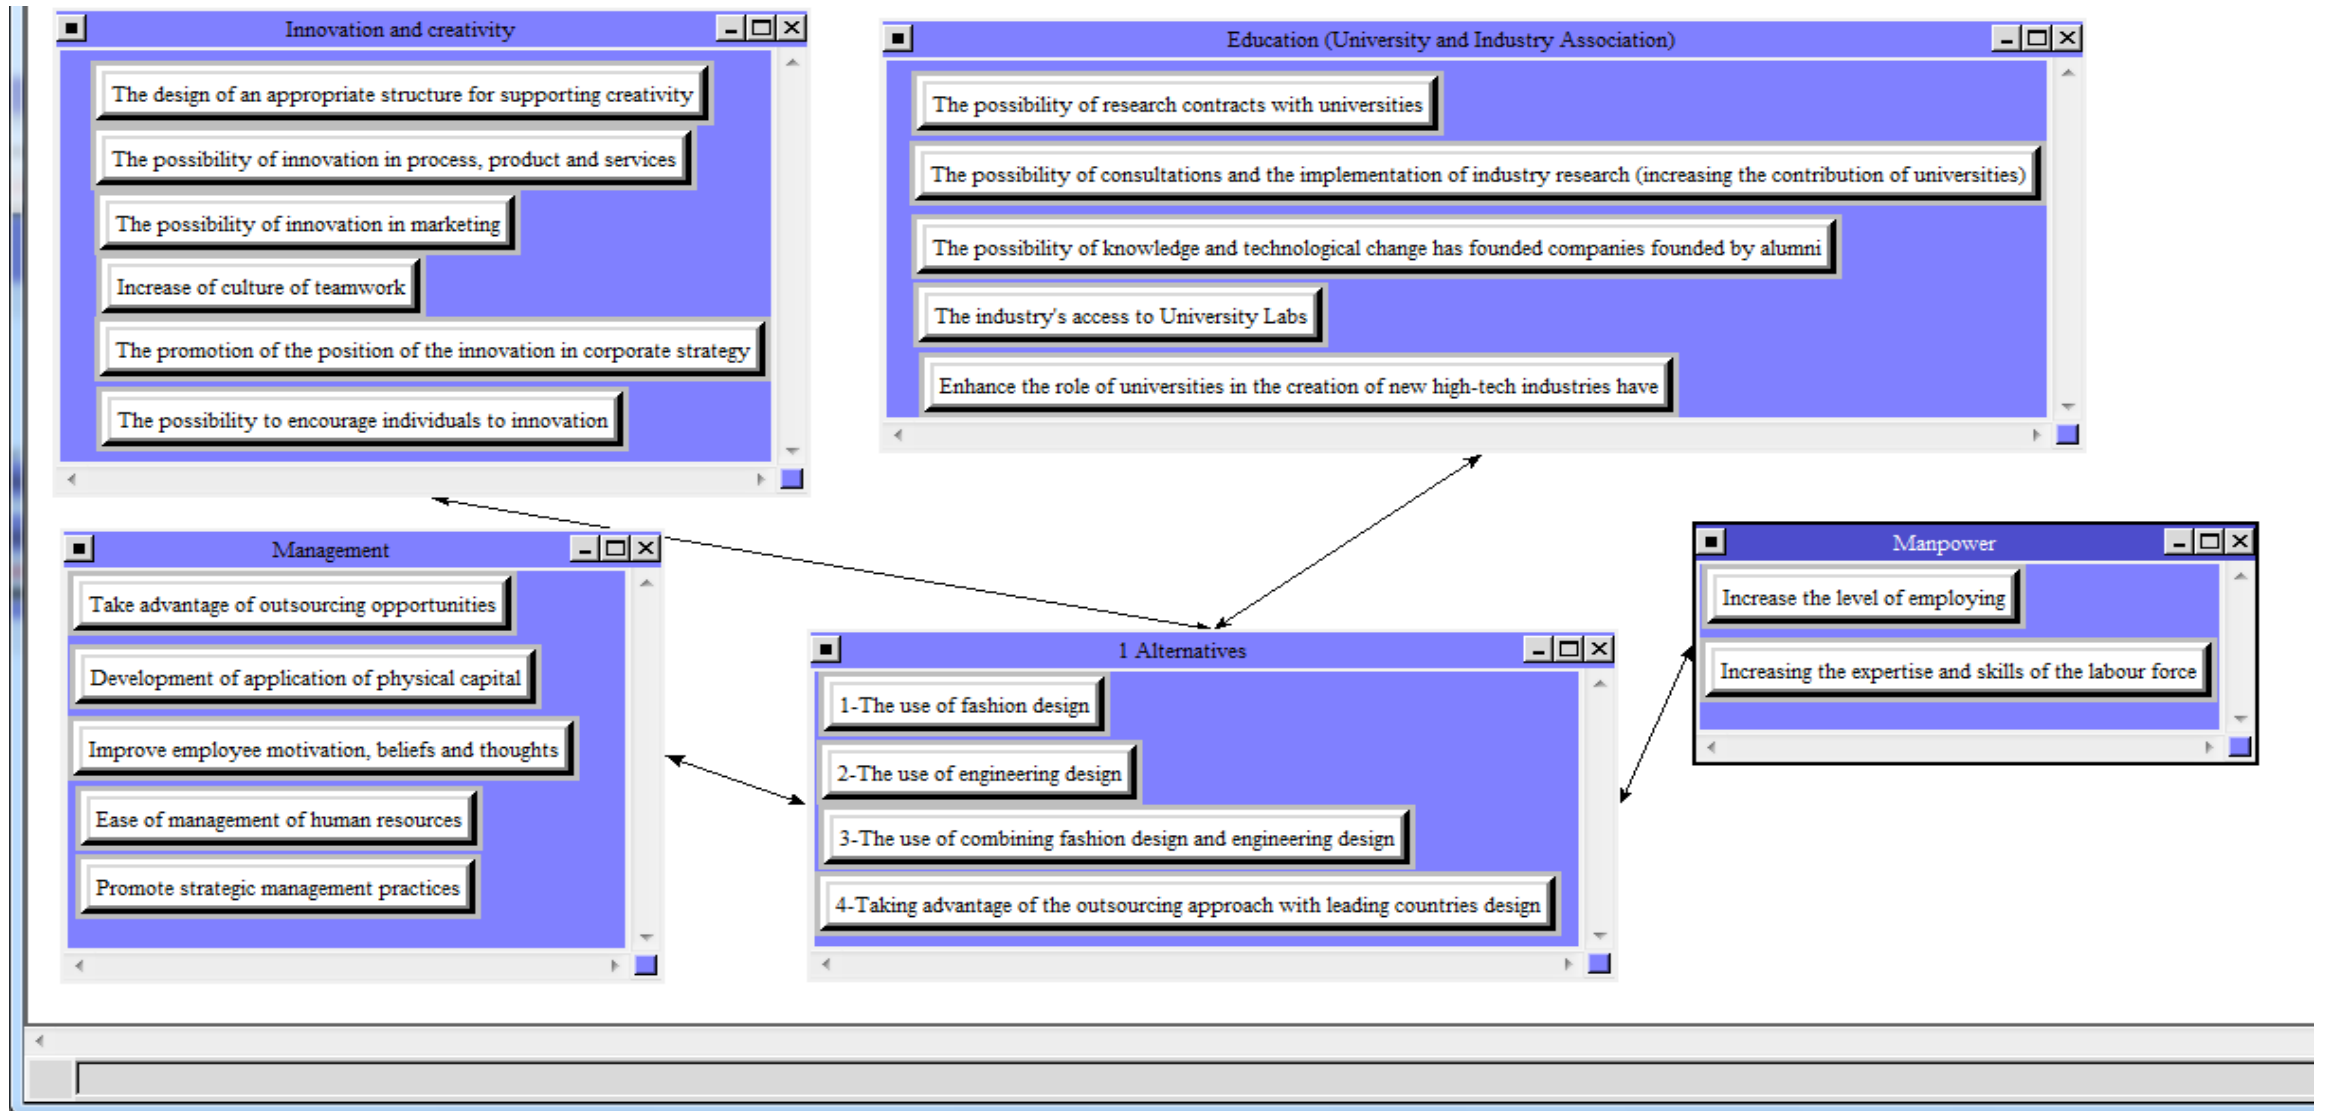 Innovation and creativity
The design of an appropriate structure for supporting creativity
The possibility of innovation in process, product and services
The possibility of innovation in marketing
Increase of culture of teamwork
The promotion of the position of the innovation in corporate strategy
The possibility to encourage individuals to innovation
Education (University and Industry Association)
The possibility of research contracts with universities
The possibility of consultations and the implementation of industry research (increasing the contribution of universities)
The possibility of knowledge and technological change has founded companies founded by alumni
The industry's access to University Labs
Enhance the role of universities in the creation of new high-tech industries have
Management
Take advantage of outsourcing opportunities
Development of application of physical capital
Improve employee motivation, beliefs and thoughts
Ease of management of human resources
Promote strategic management practices
1 Alternatives
1-The use of fashion design
2-The use of engineering design
3-The use of combining fashion design and engineering design
4-Taking advantage of the outsourcing approach with leading countries design
Manpower
Increase the level of employing
Increasing the expertise and skills of the labour force